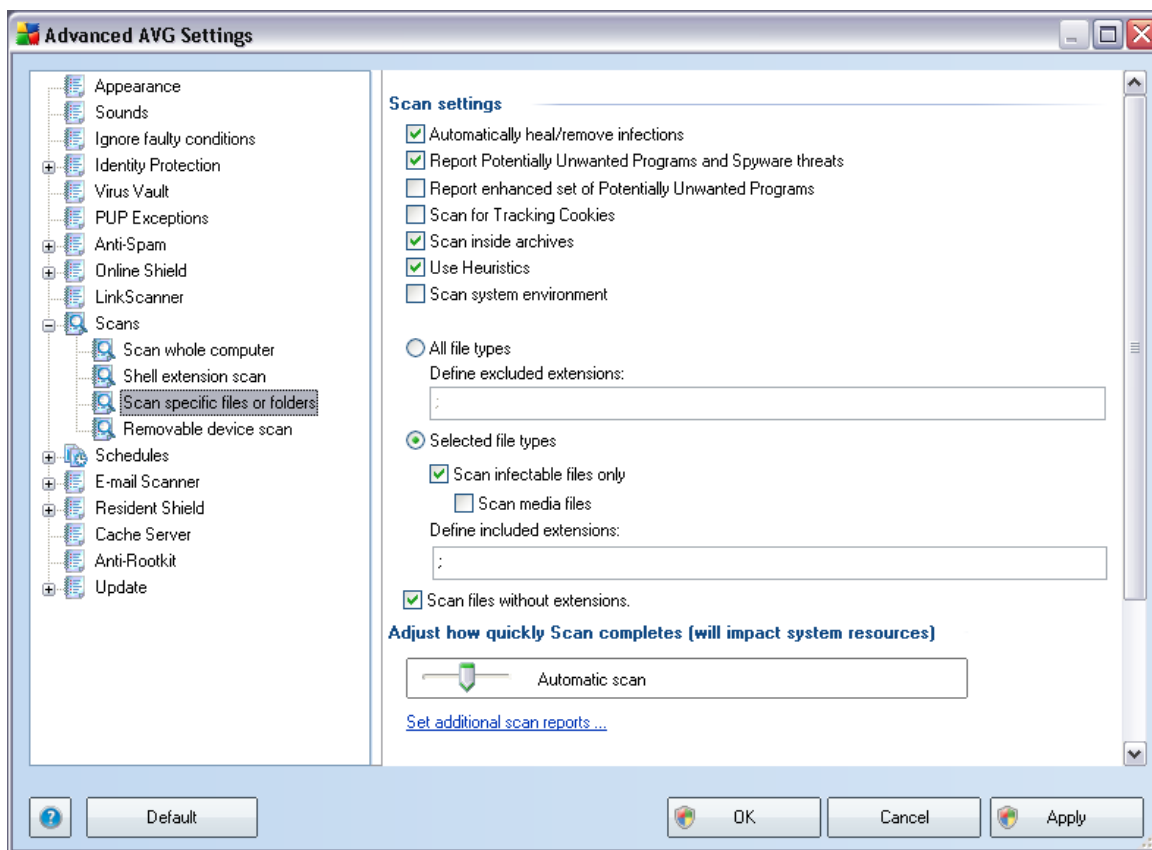 Advanced AVG Settings
Appearance
Sounds
Ignore faulty conditions
Identity Protection
Virus Vault
PUP Exceptions
Anti-Spam
Online Shield
LinkScanner
Scans
Scan whole computer
Shell extension scan
Scan specific files or folders
Removable device scan
Schedules
E-mail Scanner
Resident Shield
Cache Server
Anti-Rootkit
Update
Scan settings
Automatically heal/remove infections
Report Potentially Unwanted Programs and Spyware threats
Report enhanced set of Potentially Unwanted Programs
Scan for Tracking Cookies
Scan inside archives
Use Heuristics
Scan system environment
All file types
Define excluded extensions:
;
Selected file types
Scan infectable files only
Scan media files
Define included extensions:
;
Scan files without extensions.
Adjust how quickly Scan completes (will impact system resources)
Automatic scan
Set additional scan reports ...
?
Default
OK
Cancel
Apply